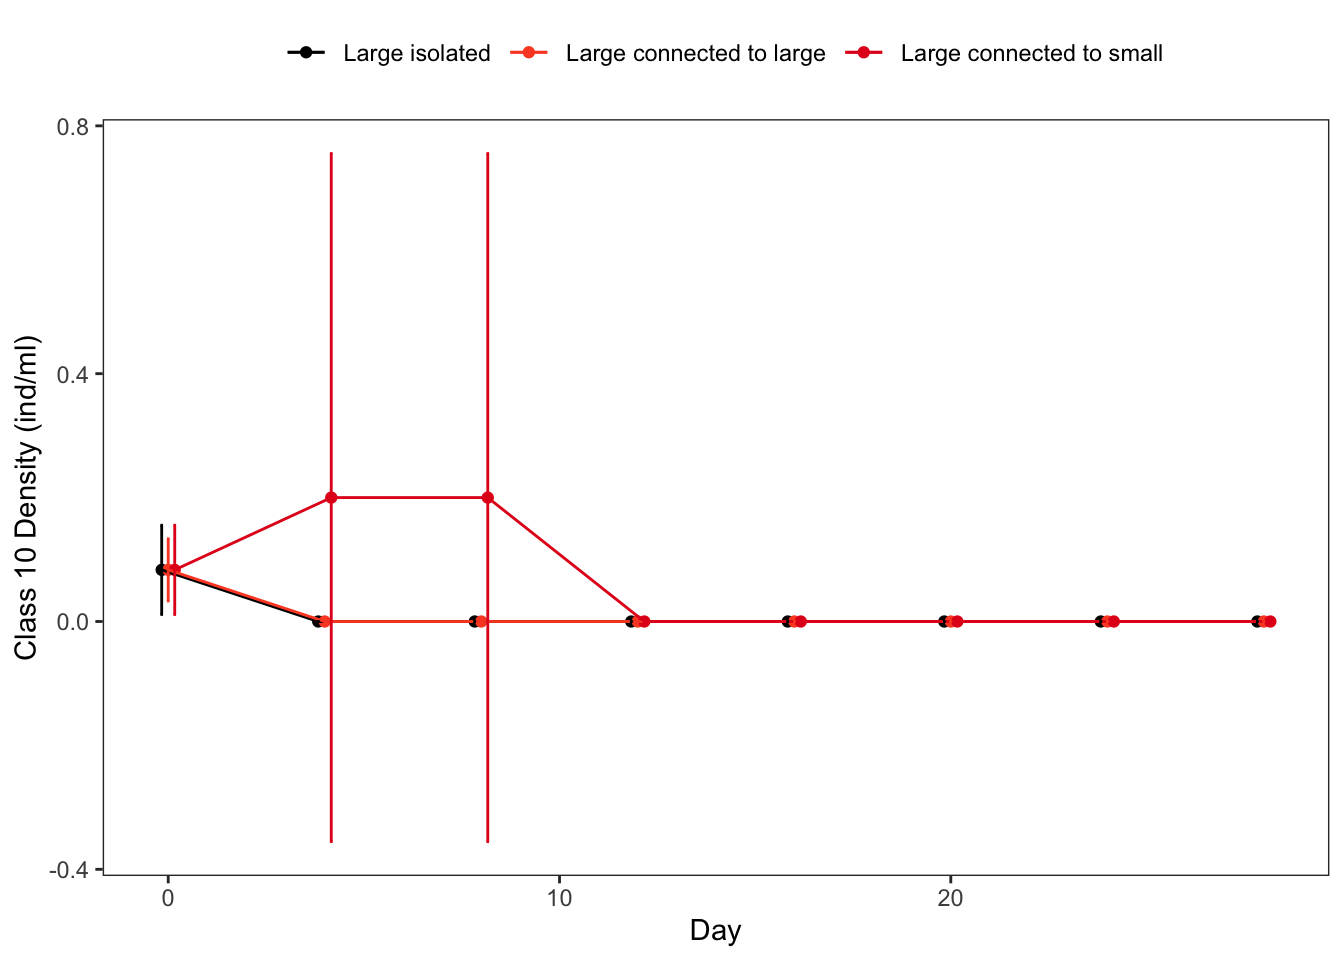 Large isolated Large connected to large Large connected to small
Class 10 Density (ind/ml)
0.8
0.4
0.0
-0.4
0 10 20
Day